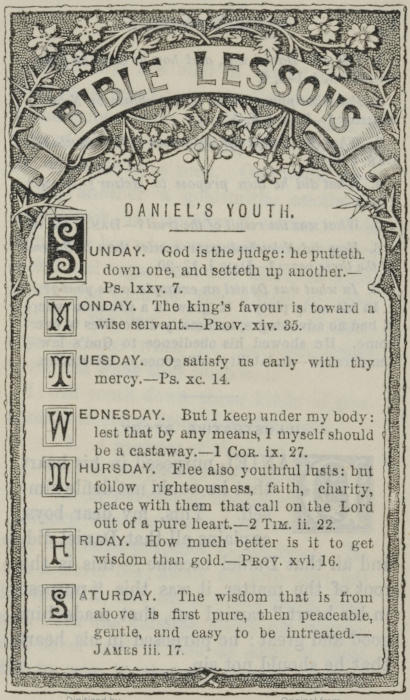 BIBLE LESSONS
DANIEL'S YOUTH.
SUNDAY. God is the judge: he putteth
down one, and setteth up another.—
Ps. lxxv. 7.
MONDAY. The king's favour is toward a
wise servant.—PROV. xiv. 35.
TUESDAY. O satisfy us early with thy
mercy.—Ps. xc. 14.
WEDNESDAY. But I keep under my body:
lest that by any means, I myself should
be a castaway.—1 COR. ix. 27.
THURSDAY. Flee also youthful lusts: but
follow righteousness, faith, charity,
peace with them that call on the Lord
out of a pure heart.—2 TIM. ii. 22.
FRIDAY. How much better is it to get
wisdom than gold.—PROV. xvi. 16.
SATURDAY. The wisdom that is from
above is first pure, then peaceable,
gentle, and easy to be intreated.—
JAMES iii. 17.